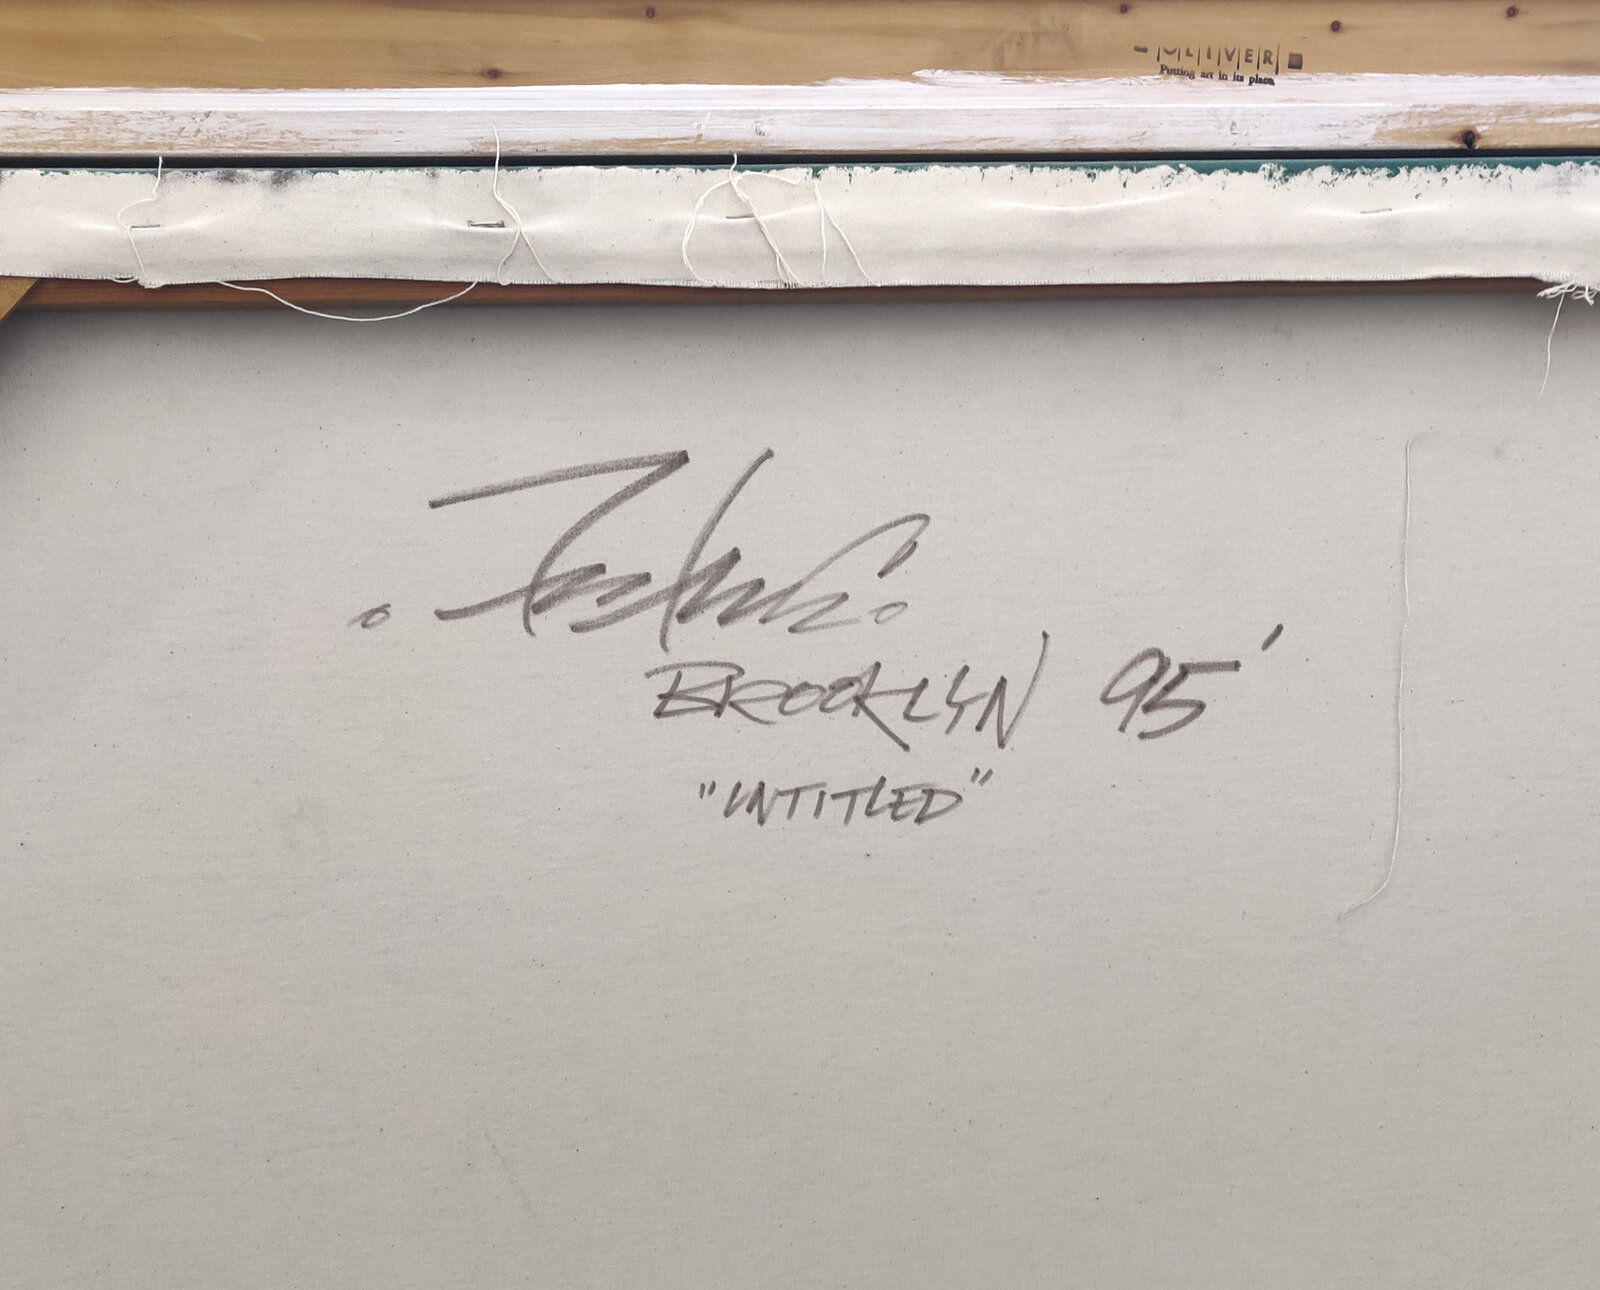 OLIVER
Putting art in its place
BROOKLYN 95'
"UNTITLED"